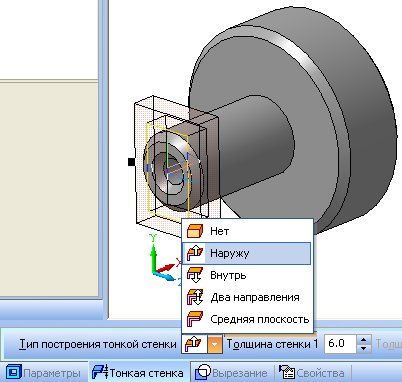 Y
X
Z
Нет
Наружу
Внутрь
Два направления
Средняя плоскость
Тип построения тонкой стенки Толщина стенки 1 6.0 Толщин
Параметры Тонкая стенка Вырезание Свойства